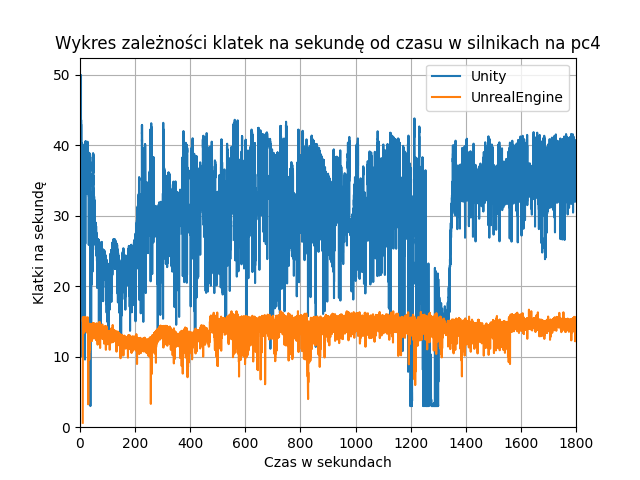 Wykres zależności klatek na sekundę od czasu w silnikach na pc4
Unity
UnrealEngine
Klatki na sekundę
50
40
30
20
10
0
0 200 400 600 800 1000 1200 1400 1600 1800
Czas w sekundach